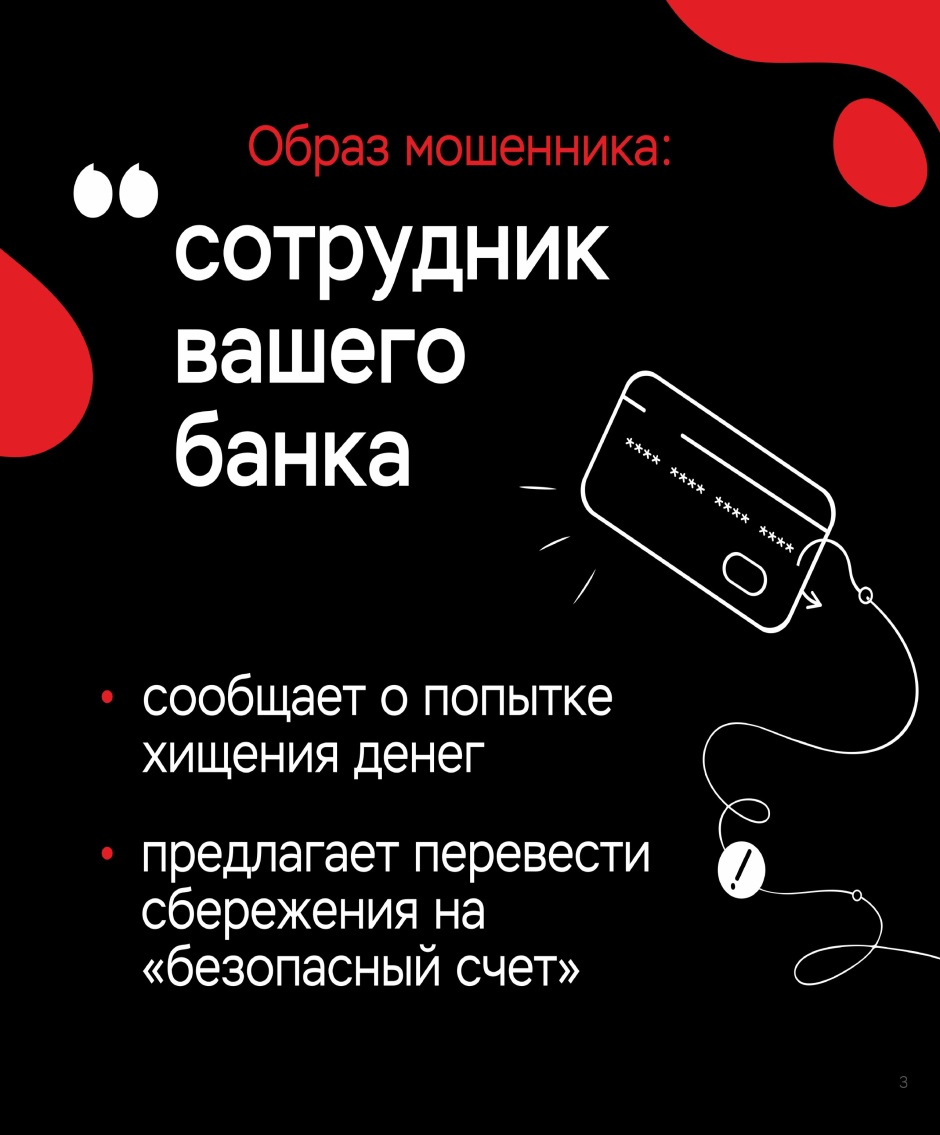 Образ мошенника:
“
сотрудник
вашего
банка
**** **** **** ****
• сообщает о попытке
хищения денег
• предлагает перевести
сбережения на
«безопасный счет»
!
3